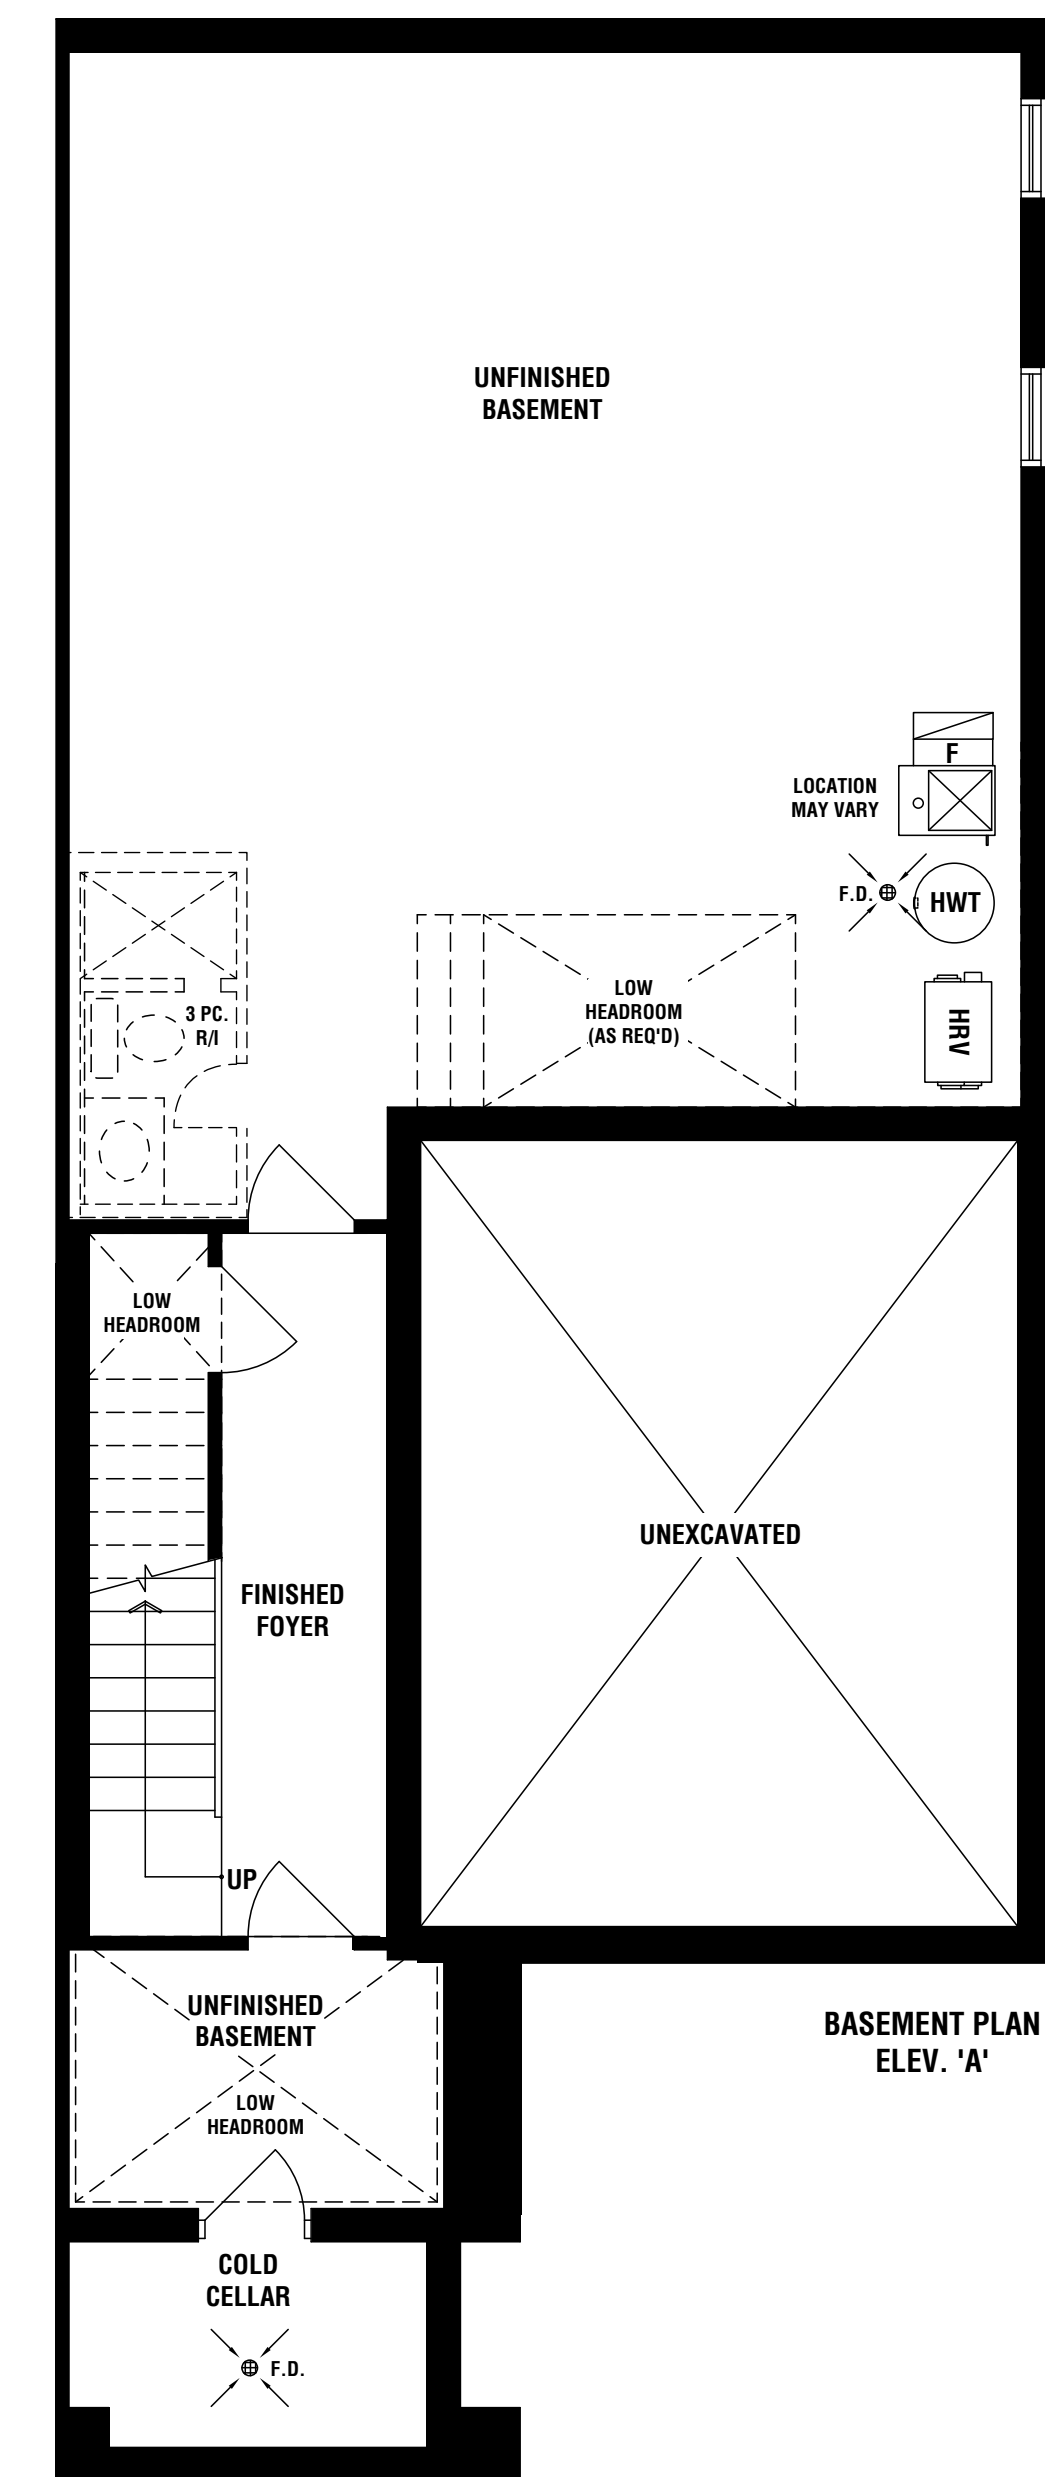 UNFINISHED
BASEMENT
F
LOCATION
MAY VARY
F.D.
HWT
LOW
HEADROOM
(AS REQ'D)
3 PC.
R/I
HRV
LOW
HEADROOM
UNEXCAVATED
FINISHED
FOYER
UP
UNFINISHED
BASEMENT
LOW
HEADROOM
BASEMENT PLAN
ELEV. 'A'
COLD
CELLAR
F.D.